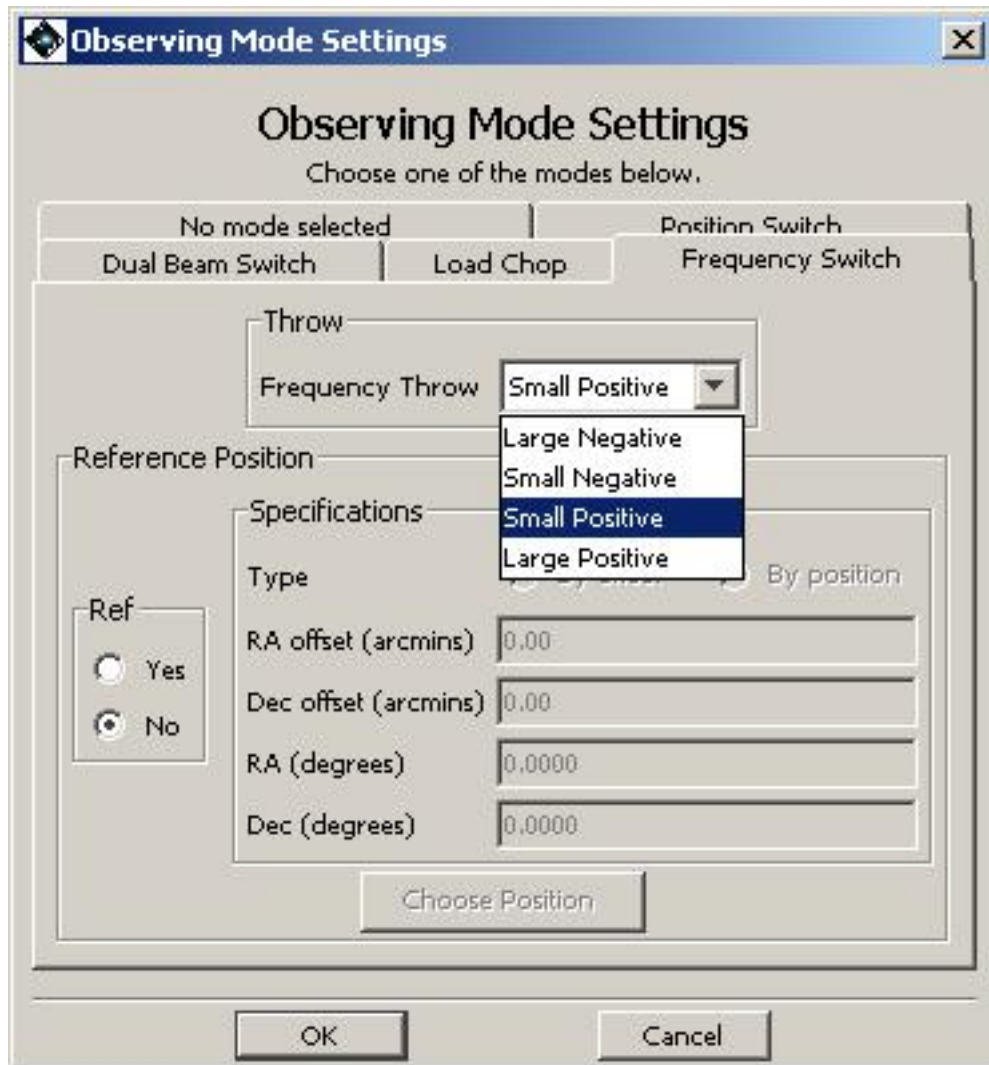 Observing Mode Settings
Observing Mode Settings
Choose one of the modes below.
No mode selected Position Switch
Dual Beam Switch Load Chop Frequency Switch
Throw
Frequency Throw Small Positive
Large Negative
Reference Position
Small Negative
Specifications
Small Positive
Large Positive
Type By position
Ref
RA offset (arcmins) 0.00
Yes
Dec offset (arcmins) 0.00
No
RA (degrees) 0.0000
Dec (degrees) 0.0000
Choose Position
OK Cancel